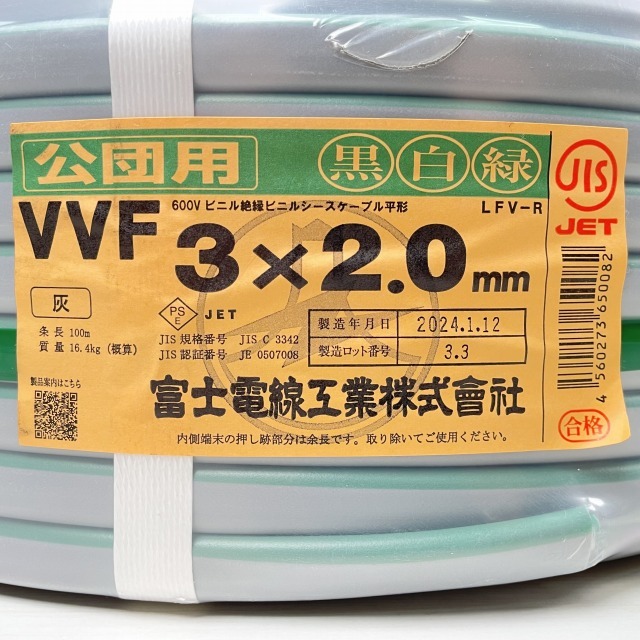 公団用 黒 白 緑
JIS
JET
600V ビニル絶縁ビニルシースケーブル平形 LFV-R
VVF 3×2.0mm
灰
PS
E
JET
条長 100m
質量 16.4kg (概算)
JIS 規格番号 JIS C 3342
JIS 認証番号 JE 0507008
製造年月日 2024.1.12
製造ロット番号 3.3
製品案内はこちら
富士電線工業株式會社
内側端末の押し跡部分は余長です。取り除いてご使用ください。
4 560273 650082
合格